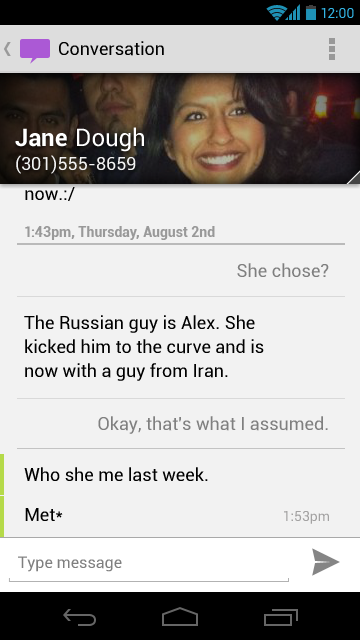 12:00
Conversation
Jane Dough
(301)555-8659
now.:/
1:43pm, Thursday, August 2nd
She chose?
The Russian guy is Alex. She
kicked him to the curve and is
now with a guy from Iran.
Okay, that's what I assumed.
Who she me last week.
Met*
1:53pm
Type message